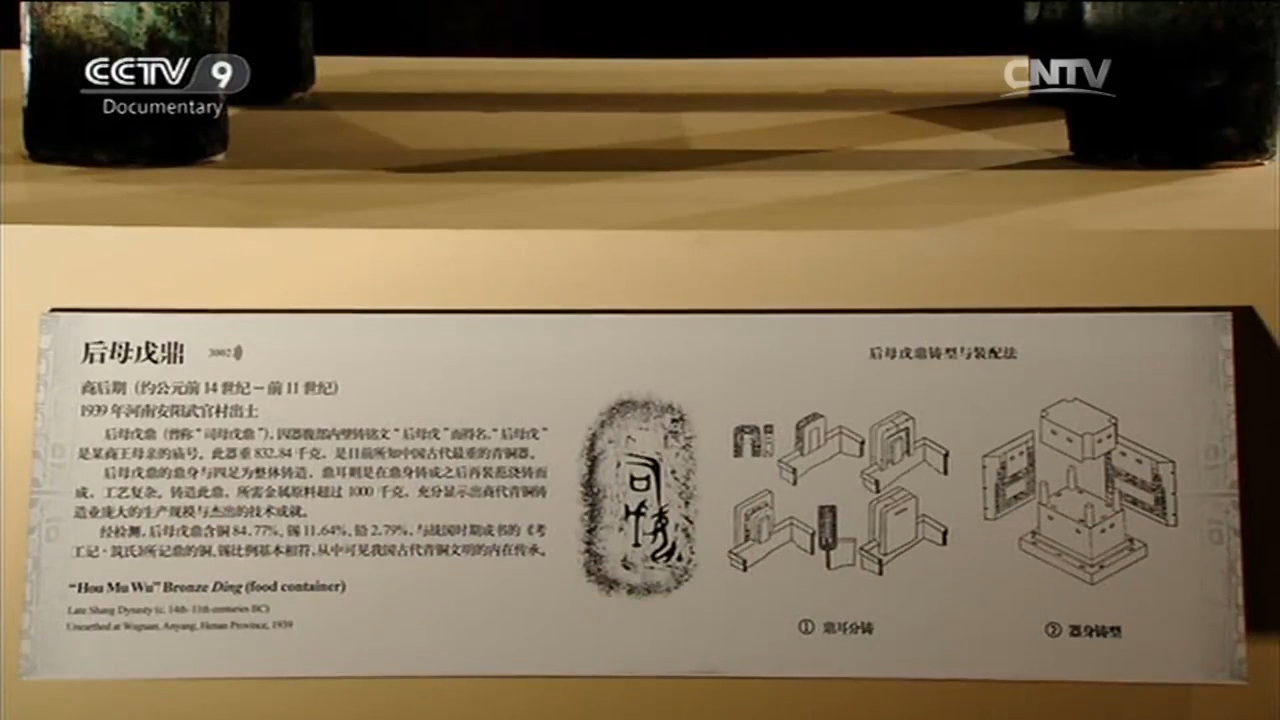 CCTV 9
Documentary
CNTV
后母戊鼎 3002
商后期（约公元前14世纪－前11世纪）
1939年河南安阳武官村出土
后母戊鼎（曾称“司母戊鼎”），因器腹部内壁铸铭文“后母戊”而得名。“后母戊”
是某商王母亲的庙号。此器重832.84千克，是目前所知中国古代最重的青铜器。
后母戊鼎的鼎身与四足为整体铸造，鼎耳则是在鼎身铸成之后再装范浇铸而
成，工艺复杂。铸造此鼎，所需金属原料超过1000千克，充分显示出商代青铜铸
造业庞大的生产规模与杰出的技术成就。
经检测，后母戊鼎含铜84.77%、锡11.64%、铅2.79%，与战国时期成书的《考
工记·筑氏》所记鼎的铜、锡比例基本相符，从中可见我国古代青铜文明的内在传承。
“Hou Mu Wu” Bronze Ding (food container)
Late Shang Dynasty (c. 14th-11th centuries BC)
Unearthed at Wuguan, Anyang, Henan Province, 1939
后母戊鼎铸型与装配法
① 鼎耳分铸
② 器身铸型